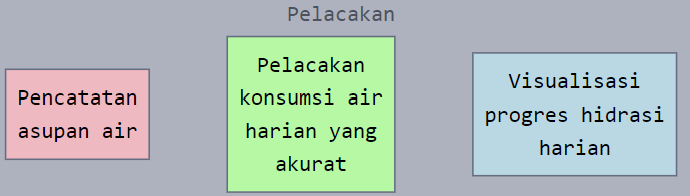 Pelacakan
Pencatatan
asupan air
Pelacakan
konsumsi air
harian yang
akurat
Visualisasi
progres hidrasi
harian